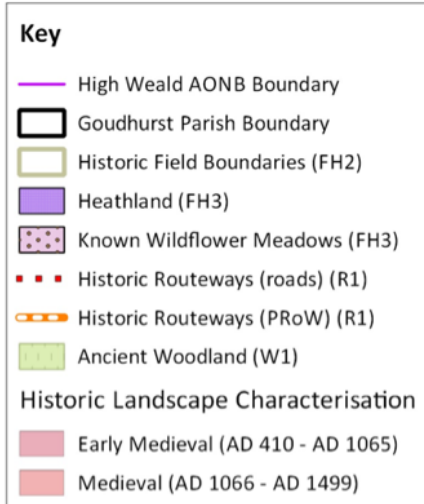 Key
High Weald AONB Boundary
Goudhurst Parish Boundary
Historic Field Boundaries (FH2)
Heathland (FH3)
Known Wildflower Meadows (FH3)
Historic Routeways (roads) (R1)
Historic Routeways (PRoW) (R1)
Ancient Woodland (W1)
Historic Landscape Characterisation
Early Medieval (AD 410 - AD 1065)
Medieval (AD 1066 - AD 1499)